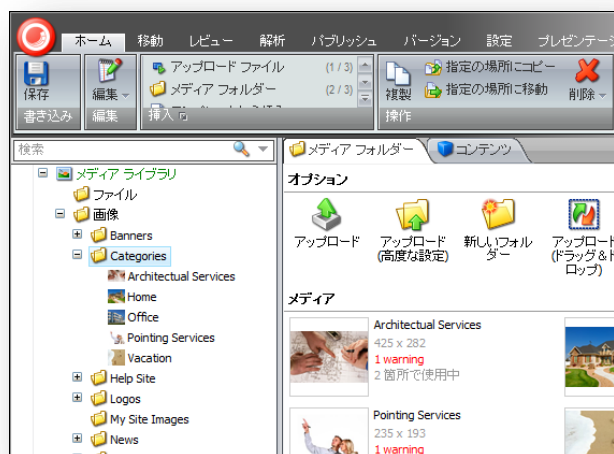 ホーム 移動 レビュー 解析 パブリッシュ バージョン 設定 プレゼンテーシ
保存
書き込み
編集
編集
アップロード ファイル (1 / 3)
メディア フォルダー (2 / 3)
挿入
複製
指定の場所にコピー
指定の場所に移動
削除
操作
検索
メディア ライブラリ
ファイル
画像
Banners
Categories
Architectual Services
Home
Office
Pointing Services
Vacation
Help Site
Logos
My Site Images
News
メディア フォルダー コンテンツ
オプション
アップロード
アップロード
(高度な設定)
新しいフォル
ダー
アップロード
(ドラッグ & ド
ロップ)
メディア
Architectual Services
425 x 282
1 warning
2 箇所で使用中
Pointing Services
235 x 193
1 warning